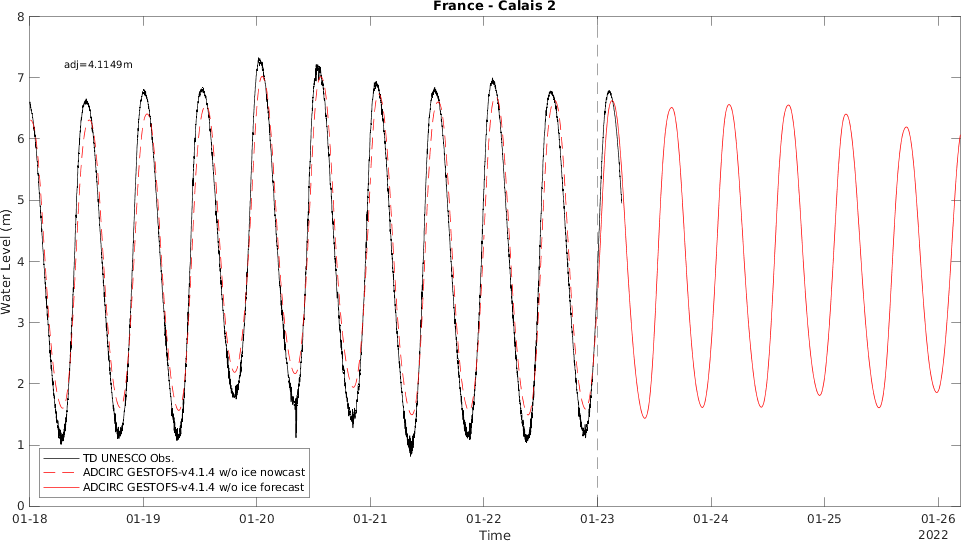 France - Calais 2
adj=4.1149m
8
7
6
5
4
3
2
1
0
Water Level (m)
TD UNESCO Obs.
ADCIRC GESTOFS-v4.1.4 w/o ice nowcast
ADCIRC GESTOFS-v4.1.4 w/o ice forecast
01-18 01-19 01-20 01-21 01-22 01-23 01-24 01-25 01-26
2022
Time